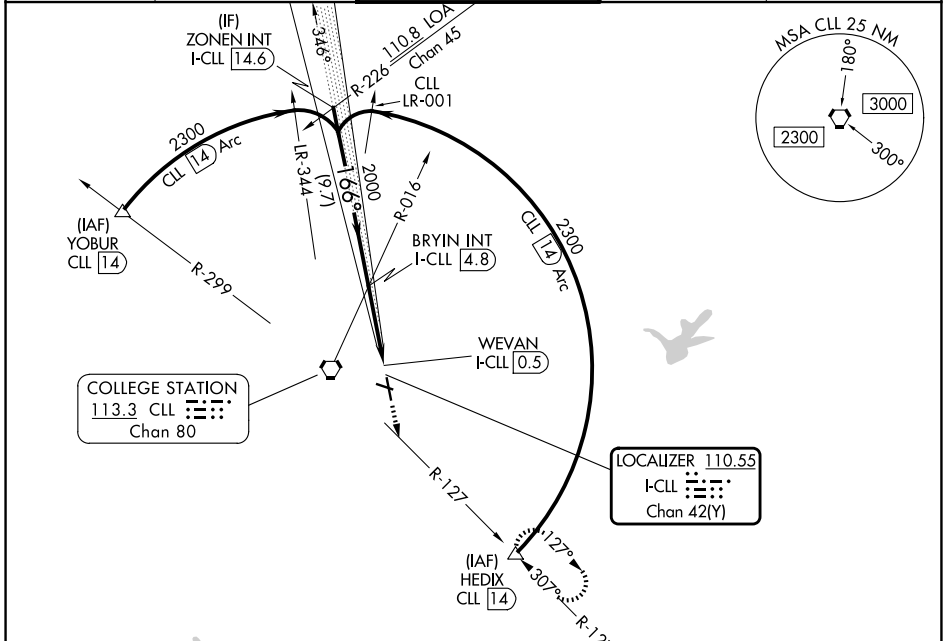 (IF)
ZONEN INT
I-CLL 14.6
346°
R-226
110.8 LOA
Chan 45
CLL
LR-001
MSA CLL 25 NM
180°
3000
2300
300°
2300
CLL 14 Arc
LR-344
(9.7)
166°
2000
R-016
2300
CLL 14 Arc
(IAF)
YOBUR
CLL 14
R-299
BRYIN INT
I-CLL 4.8
WEVAN
I-CLL 0.5
COLLEGE STATION
113.3 CLL
Chan 80
LOCALIZER 110.55
I-CLL
Chan 42(Y)
R-127
(IAF)
HEDIX
CLL 14
127°
307°